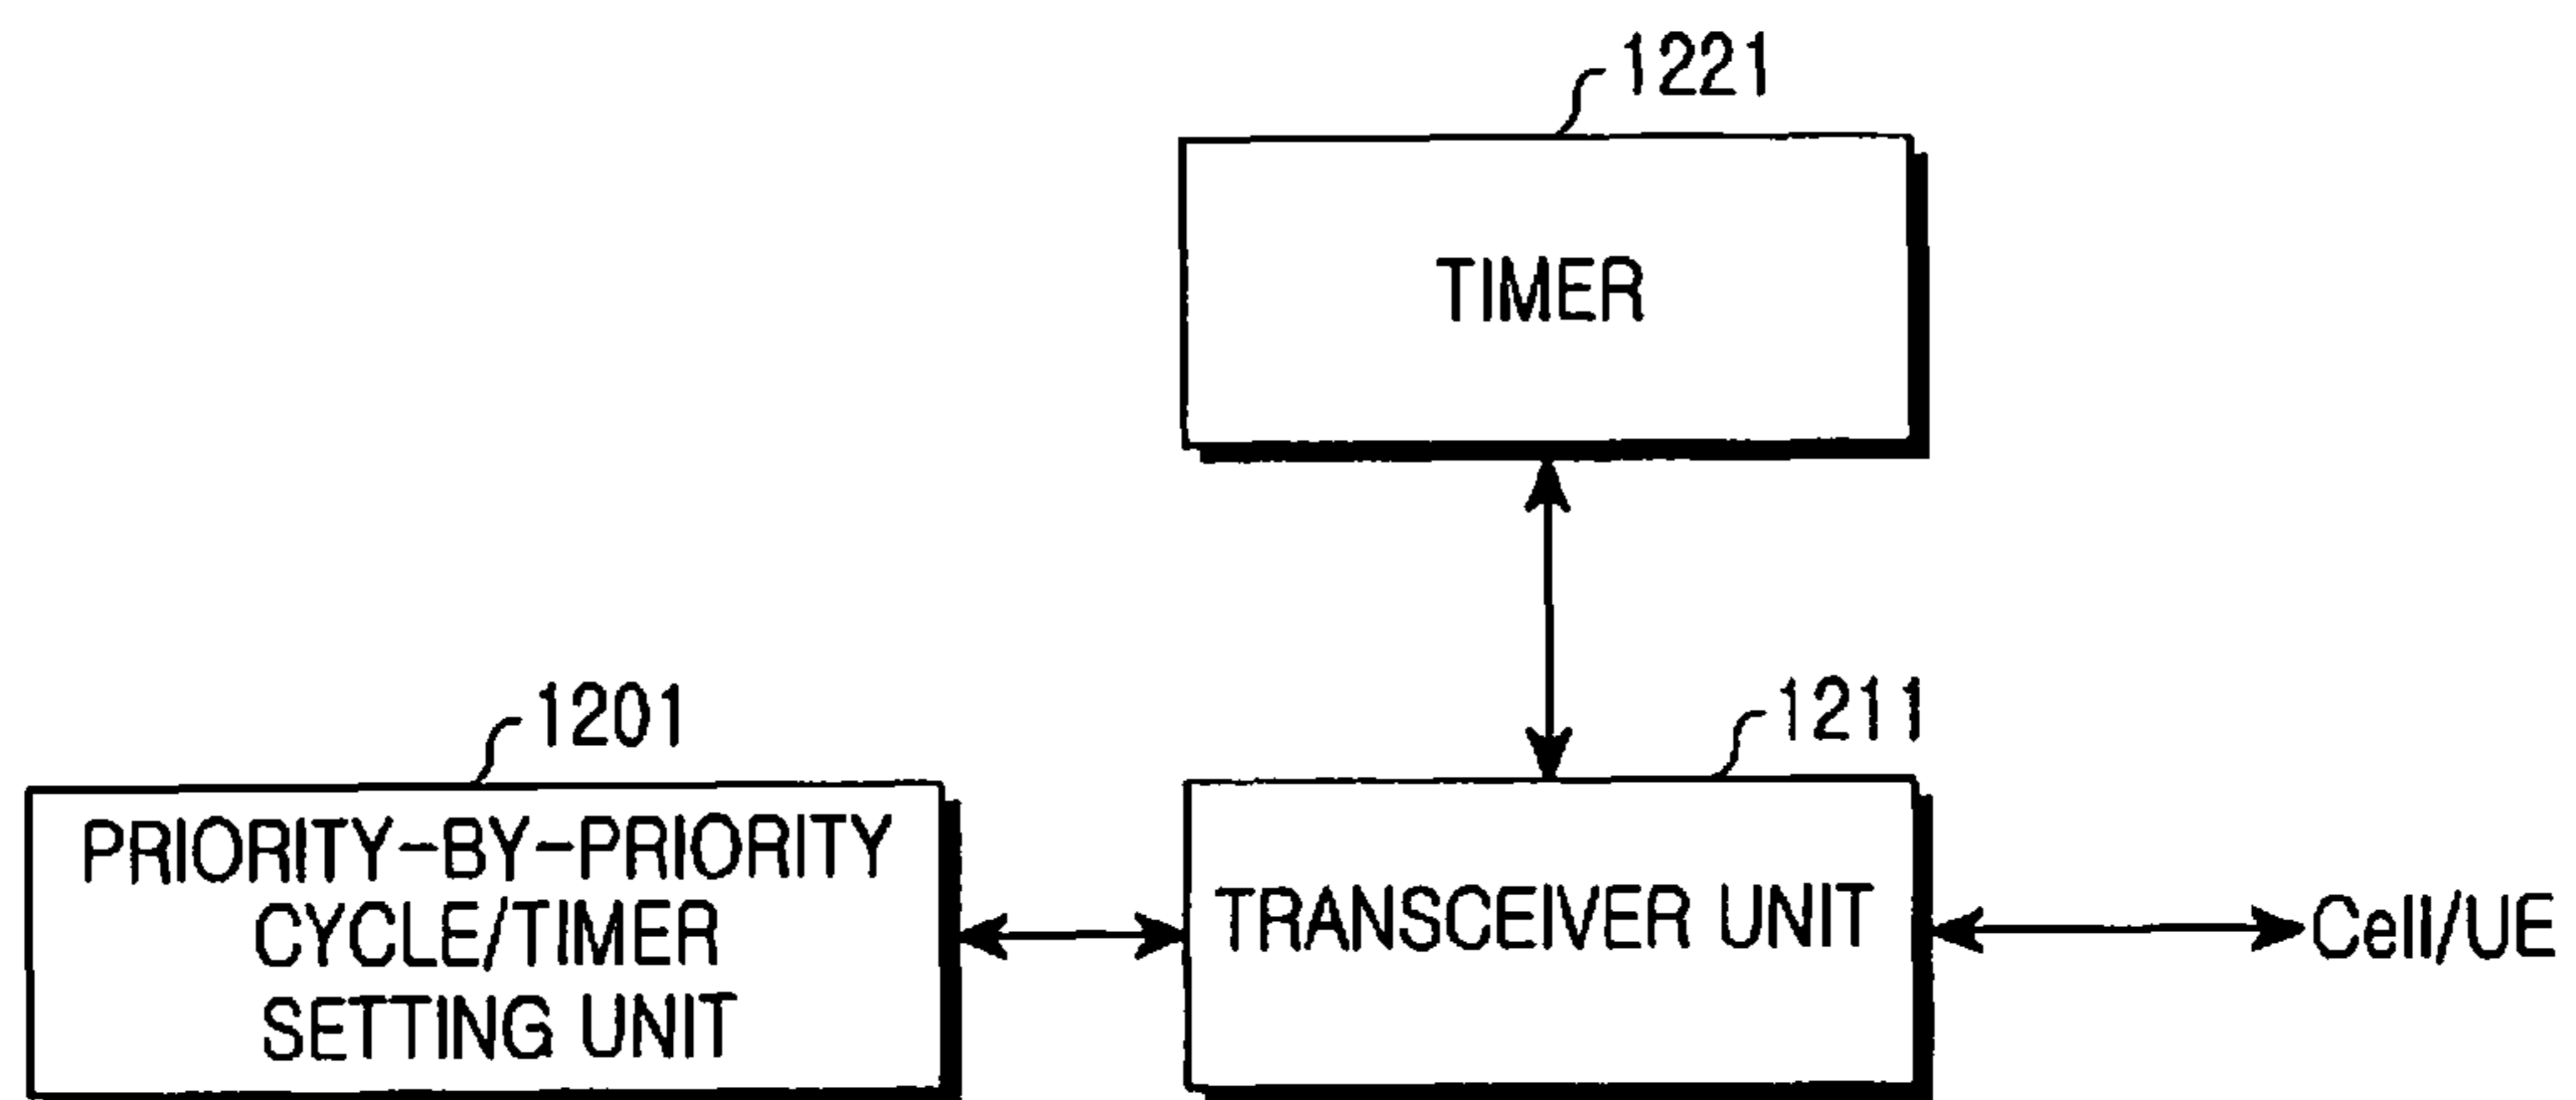 1221
TIMER
1201
1211
PRIORITY-BY-PRIORITY
CYCLE/TIMER
SETTING UNIT
TRANSCEIVER UNIT
Cell/UE